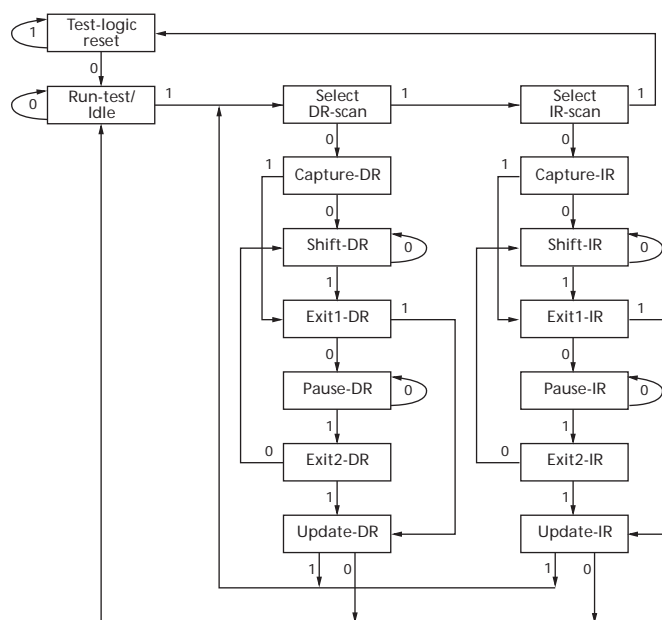 Test-logic
reset
1
0
Run-test/
Idle
0
1
Select
DR-scan
1
Select
IR-scan
1
0
0
1
Capture-DR
1
Capture-IR
0
0
Shift-DR
0
Shift-IR
0
1
1
Exit1-DR
1
Exit1-IR
1
0
0
Pause-DR
0
Pause-IR
0
1
1
0
Exit2-DR
0
Exit2-IR
1
1
Update-DR
Update-IR
1
0
1
0